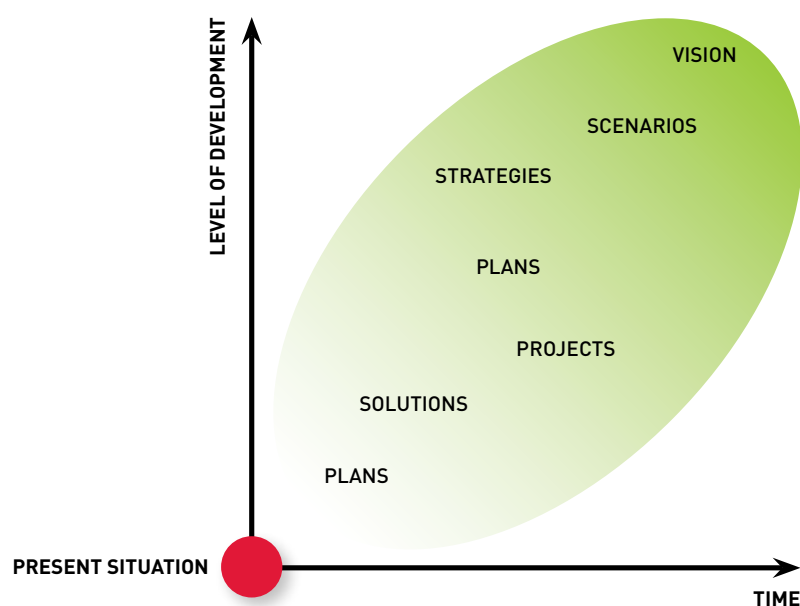 LEVEL OF DEVELOPMENT
VISION
SCENARIOS
STRATEGIES
PLANS
PROJECTS
SOLUTIONS
PLANS
PRESENT SITUATION
TIME